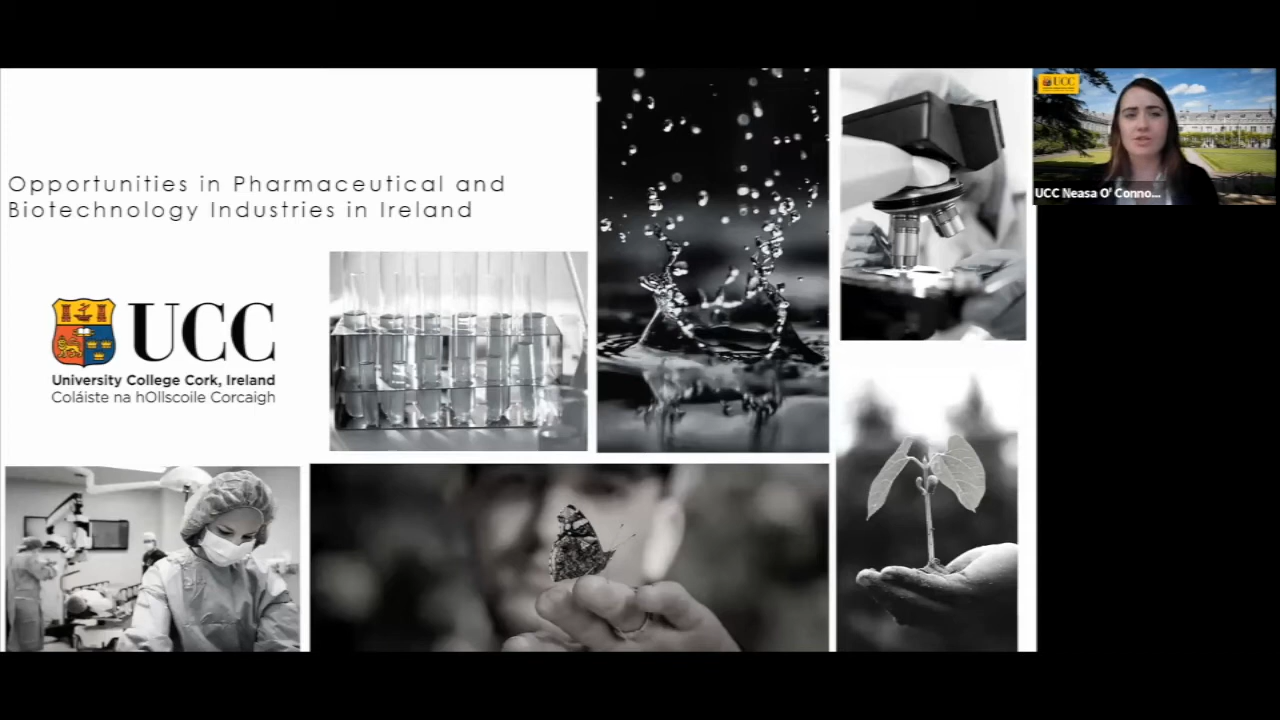 Opportunities in Pharmaceutical and
Biotechnology Industries in Ireland
UCC
University College Cork, Ireland
Coláiste na hOllscoile Corcaigh
UCC
UCC Neasa O' Conno...